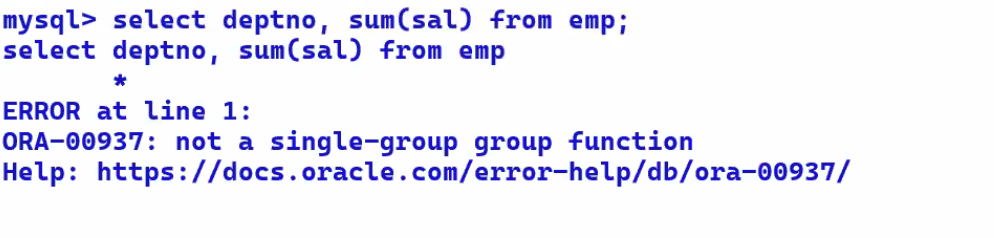 mysql> select deptno, sum(sal) from emp;
select deptno, sum(sal) from emp
       *
ERROR at line 1:
ORA-00937: not a single-group group function
Help: https://docs.oracle.com/error-help/db/ora-00937/